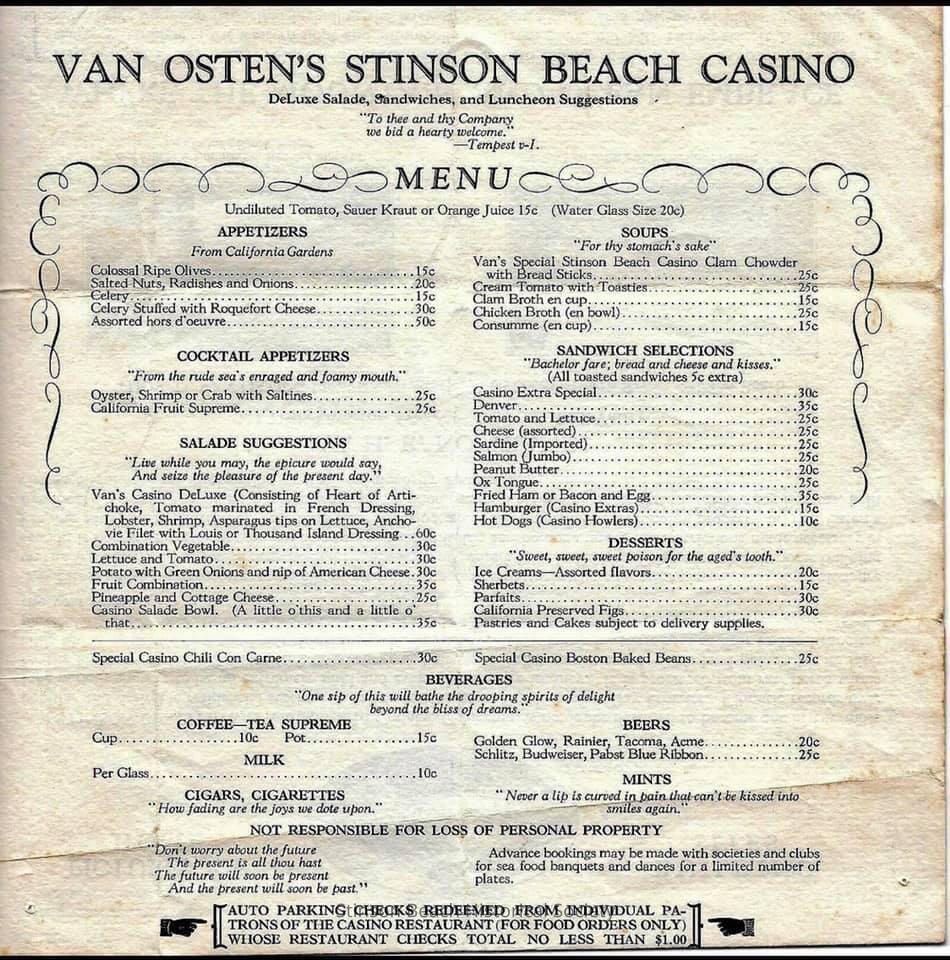 VAN OSTEN'S STINSON BEACH CASINO
DeLuxe Salade, Sandwiches, and Luncheon Suggestions
"To thee and thy Company
we bid a hearty welcome."
—Tempest v-1.
MENU
Undiluted Tomato, Sauer Kraut or Orange Juice 15c (Water Glass Size 20c)
APPETIZERS
From California Gardens
Colossal Ripe Olives 15c
Salted Nuts, Radishes and Onions 20c
Celery 15c
Celery Stuffed with Roquefort Cheese 30c
Assorted hors d'oeuvre 50c
COCKTAIL APPETIZERS
"From the rude sea's enraged and foamy mouth."
Oyster, Shrimp or Crab with Saltines 25c
California Fruit Supreme 25c
SALADE SUGGESTIONS
"Live while you may, the epicure would say,
And seize the pleasure of the present day."
Van's Casino DeLuxe (Consisting of Heart of Arti-
choke, Tomato marinated in French Dressing,
Lobster, Shrimp, Asparagus tips on Lettuce, Ancho-
vie Filet with Louis or Thousand Island Dressing 60c
Combination Vegetable 30c
Lettuce and Tomato 30c
Potato with Green Onions and nip of American Cheese 30c
Fruit Combination 35c
Pineapple and Cottage Cheese 25c
Casino Salade Bowl. (A little o'this and a little o'
that 35c
SOUPS
"For thy stomach's sake"
Van's Special Stinson Beach Casino Clam Chowder
with Bread Sticks 25c
Cream Tomato with Toasties 25c
Clam Broth en cup 15c
Chicken Broth (en bowl) 25c
Consumme (en cup) 15c
SANDWICH SELECTIONS
"Bachelor fare; bread and cheese and kisses."
(All toasted sandwiches 5c extra)
Casino Extra Special 30c
Denver 35c
Tomato and Lettuce 25c
Cheese (assorted) 25c
Sardine (Imported) 25c
Salmon (Jumbo) 25c
Peanut Butter 20c
Ox Tongue 25c
Fried Ham or Bacon and Egg 35c
Hamburger (Casino Extras) 15c
Hot Dogs (Casino Howlers) 10c
DESSERTS
"Sweet, sweet, sweet poison for the aged's tooth."
Ice Creams—Assorted flavors 20c
Sherbets 15c
Parfaits 30c
California Preserved Figs 30c
Pastries and Cakes subject to delivery supplies.
Special Casino Chili Con Carne 30c
Special Casino Boston Baked Beans 25c
BEVERAGES
"One sip of this will bathe the drooping spirits of delight
beyond the bliss of dreams."
COFFEE—TEA SUPREME
Cup 10c Pot 15c
MILK
Per Glass 10c
CIGARS, CIGARETTES
"How fading are the joys we dote upon."
BEERS
Golden Glow, Rainier, Tacoma, Acme 20c
Schlitz, Budweiser, Pabst Blue Ribbon 25c
MINTS
"Never a lip is curved in pain that can't be kissed into
smiles again."
NOT RESPONSIBLE FOR LOSS OF PERSONAL PROPERTY
"Don't worry about the future
The present is all thou hast
The future will soon be present
And the present will soon be past."
Advance bookings may be made with societies and clubs
for sea food banquets and dances for a limited number of
plates.
AUTO PARKING CHECKS REDEEMED FROM INDIVIDUAL PA-
TRONS OF THE CASINO RESTAURANT (FOR FOOD ORDERS ONLY)
WHOSE RESTAURANT CHECKS TOTAL NO LESS THAN $1.00
Stinson Beach Historical Society